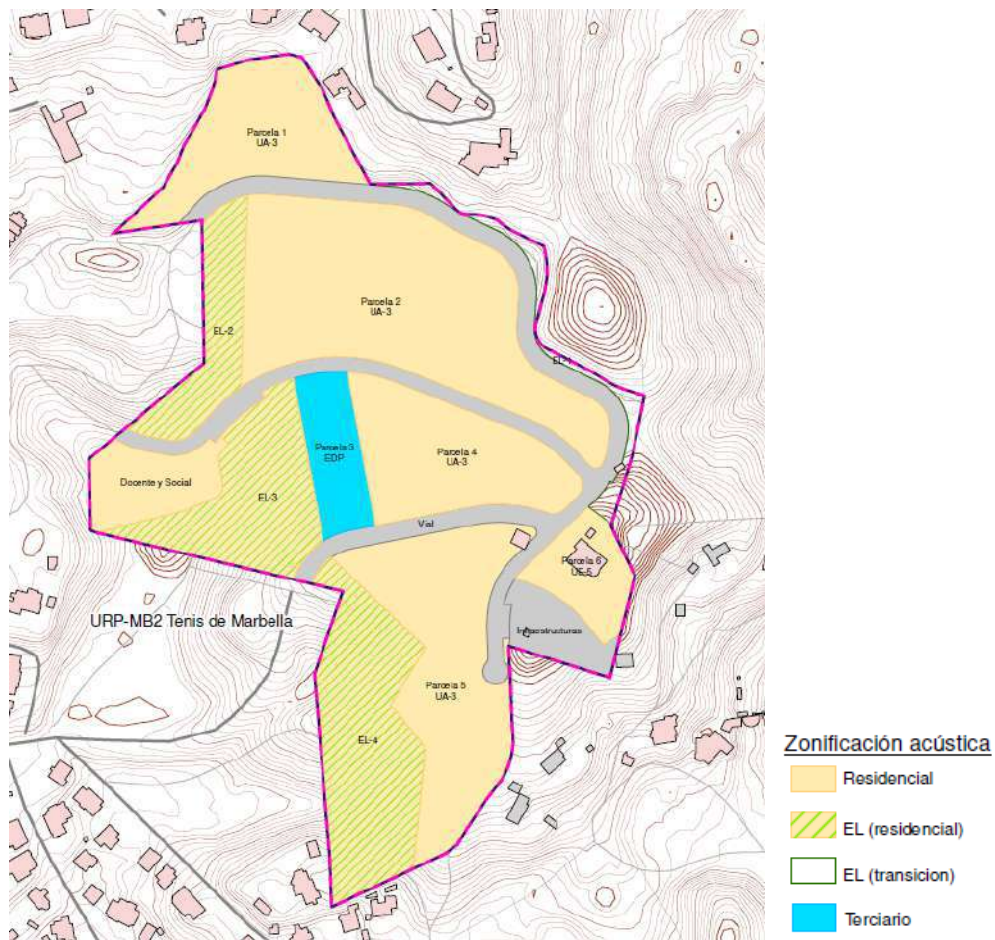 Parcela 1
UA-3
Parcela 2
UA-3
EL-2
EL-1
Parcela 3
EDP
Parcela 4
UA-3
Docente y Social
EL-3
Vial
Parcela 6
UE-5
URP-MB2 Tenis de Marbella
Infraestructuras
Parcela 5
UA-3
EL-4
Zonificación acústica
Residencial
EL (residencial)
EL (transicion)
Terciario